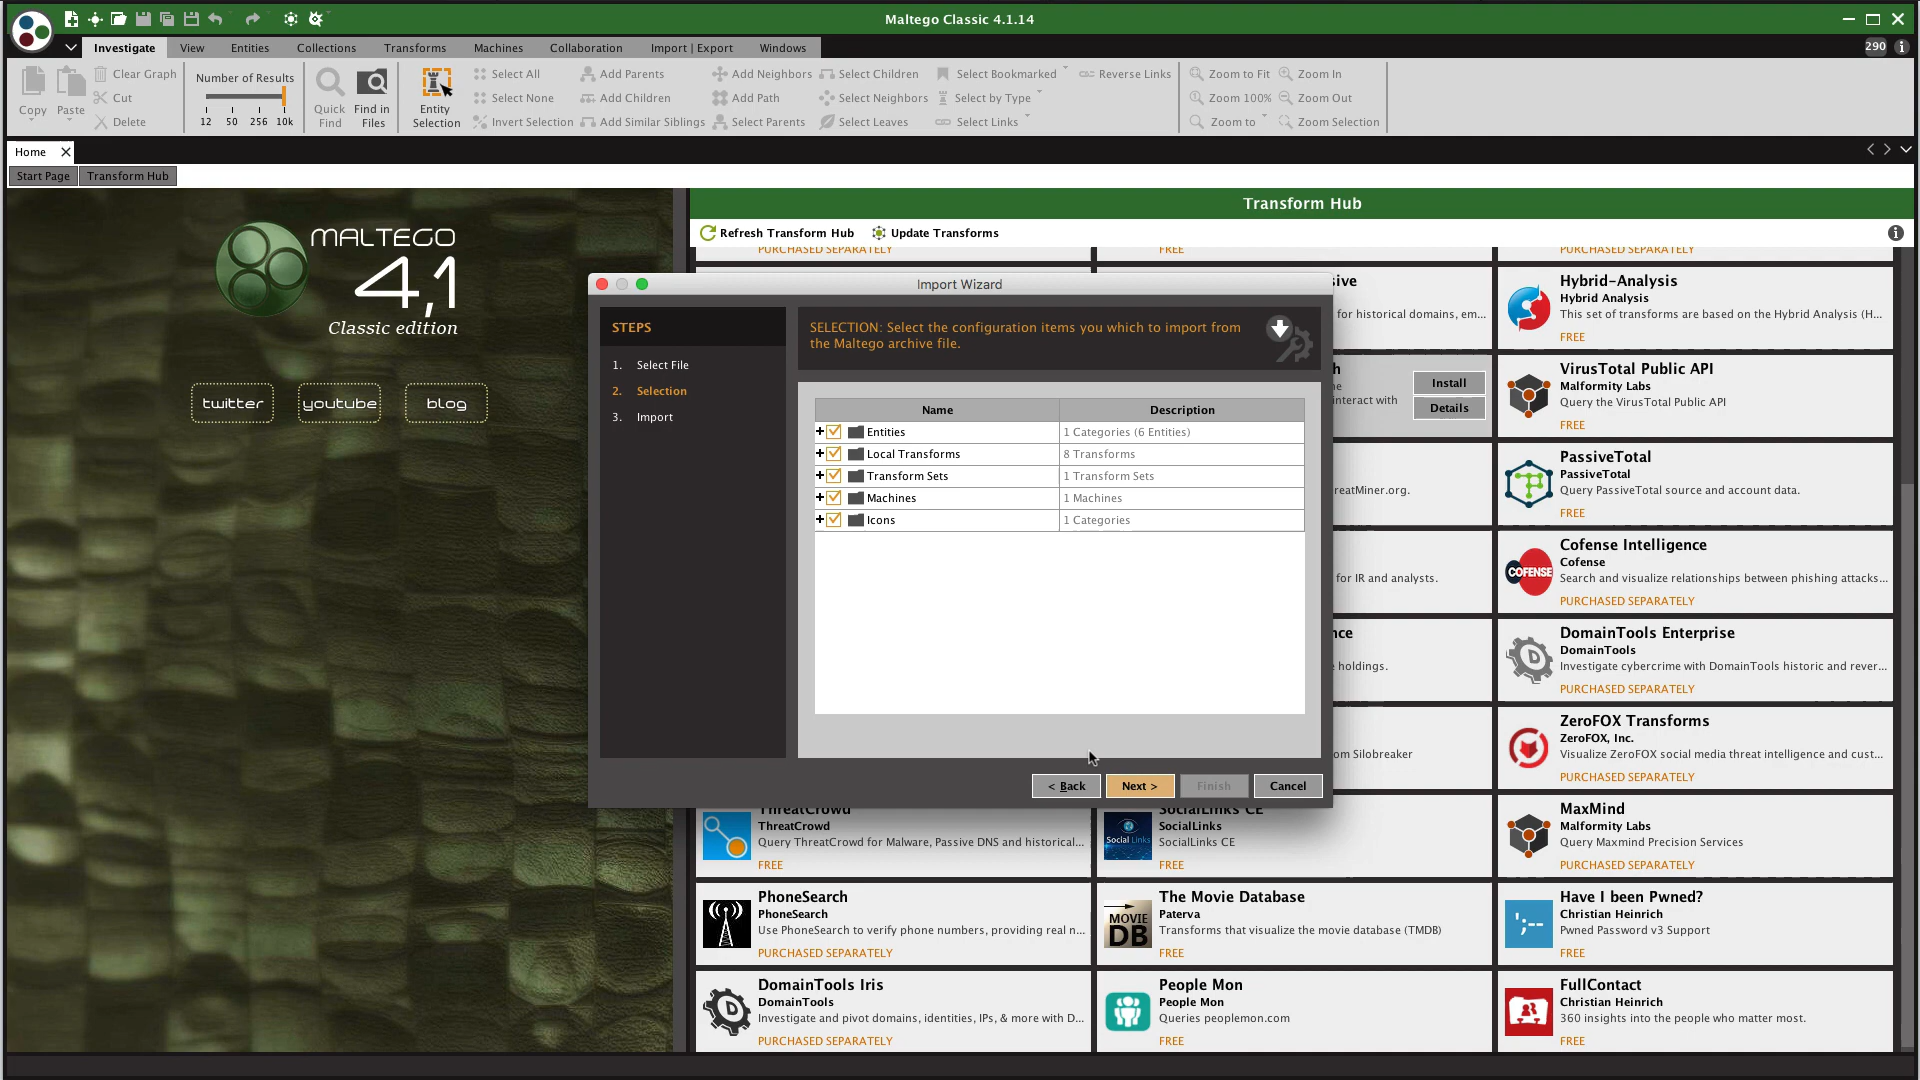 Maltego Classic 4.1.14
Investigate View Entities Collections Transforms Machines Collaboration Import | Export Windows
290
Copy
Paste
Clear Graph
Cut
Delete
Number of Results
12 50 256 10k
Quick Find
Find in Files
Entity Selection
Select All
Select None
Invert Selection
Add Parents
Add Children
Add Similar Siblings
Add Neighbors
Add Path
Select Parents
Select Children
Select Neighbors
Select Leaves
Select Bookmarked
Select by Type
Select Links
Reverse Links
Zoom to Fit
Zoom 100%
Zoom to
Zoom In
Zoom Out
Zoom Selection
Home
Start Page
Transform Hub
MALTEGO
4,1
Classic edition
twitter youtube blog
Transform Hub
Refresh Transform Hub Update Transforms
PURCHASED SEPARATELY
FREE
PURCHASED SEPARATELY
Import Wizard
STEPS
1. Select File
2. Selection
3. Import
SELECTION: Select the configuration items you which to import from
the Maltego archive file.
Name Description
Entities 1 Categories (6 Entities)
Local Transforms 8 Transforms
Transform Sets 1 Transform Sets
Machines 1 Machines
Icons 1 Categories
< Back Next > Finish Cancel
sive
for historical domains, em...
h
ne
interact with
Install
Details
reatMiner.org.
for IR and analysts.
nce
e holdings.
om Silobreaker
Hybrid-Analysis
Hybrid Analysis
This set of transforms are based on the Hybrid Analysis (H...
FREE
VirusTotal Public API
Malformity Labs
Query the VirusTotal Public API
FREE
PassiveTotal
PassiveTotal
Query PassiveTotal source and account data.
FREE
COFENSE
Cofense Intelligence
Cofense
Search and visualize relationships between phishing attacks...
PURCHASED SEPARATELY
DomainTools Enterprise
DomainTools
Investigate cybercrime with DomainTools historic and rever...
PURCHASED SEPARATELY
ZeroFOX Transforms
ZeroFOX, Inc.
Visualize ZeroFOX social media threat intelligence and cust...
PURCHASED SEPARATELY
ThreatCrowd
ThreatCrowd
Query ThreatCrowd for Malware, Passive DNS and historical...
FREE
Social Links
SocialLinks CE
SocialLinks
SocialLinks CE
FREE
MaxMind
Malformity Labs
Query Maxmind Precision Services
PURCHASED SEPARATELY
PhoneSearch
PhoneSearch
Use PhoneSearch to verify phone numbers, providing real n...
PURCHASED SEPARATELY
MOVIE
DB
The Movie Database
Paterva
Transforms that visualize the movie database (TMDB)
FREE
';--
Have I been Pwned?
Christian Heinrich
Pwned Password v3 Support
FREE
D
DomainTools Iris
DomainTools
Investigate and pivot domains, identities, IPs, & more with D...
PURCHASED SEPARATELY
People Mon
People Mon
Queries peoplemon.com
FREE
FullContact
Christian Heinrich
360 insights into the people who matter most.
FREE